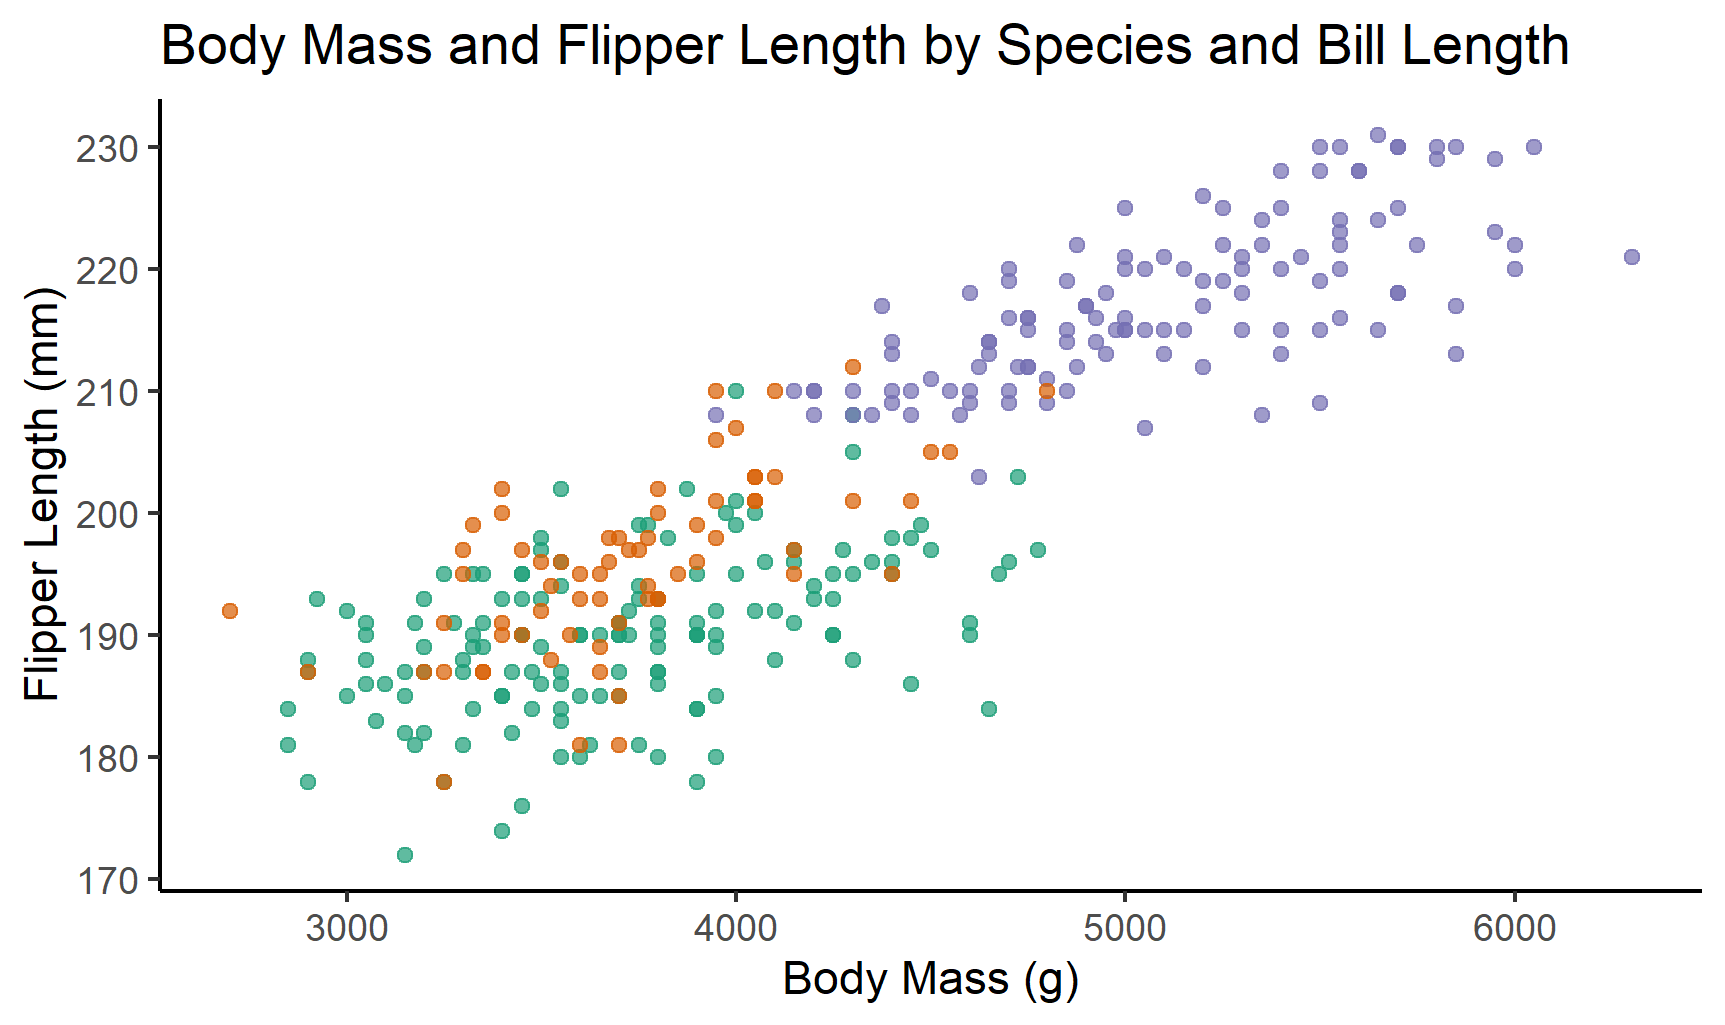 Body Mass and Flipper Length by Species and Bill Length
Flipper Length (mm)
230
220
210
200
190
180
170
3000 4000 5000 6000
Body Mass (g)